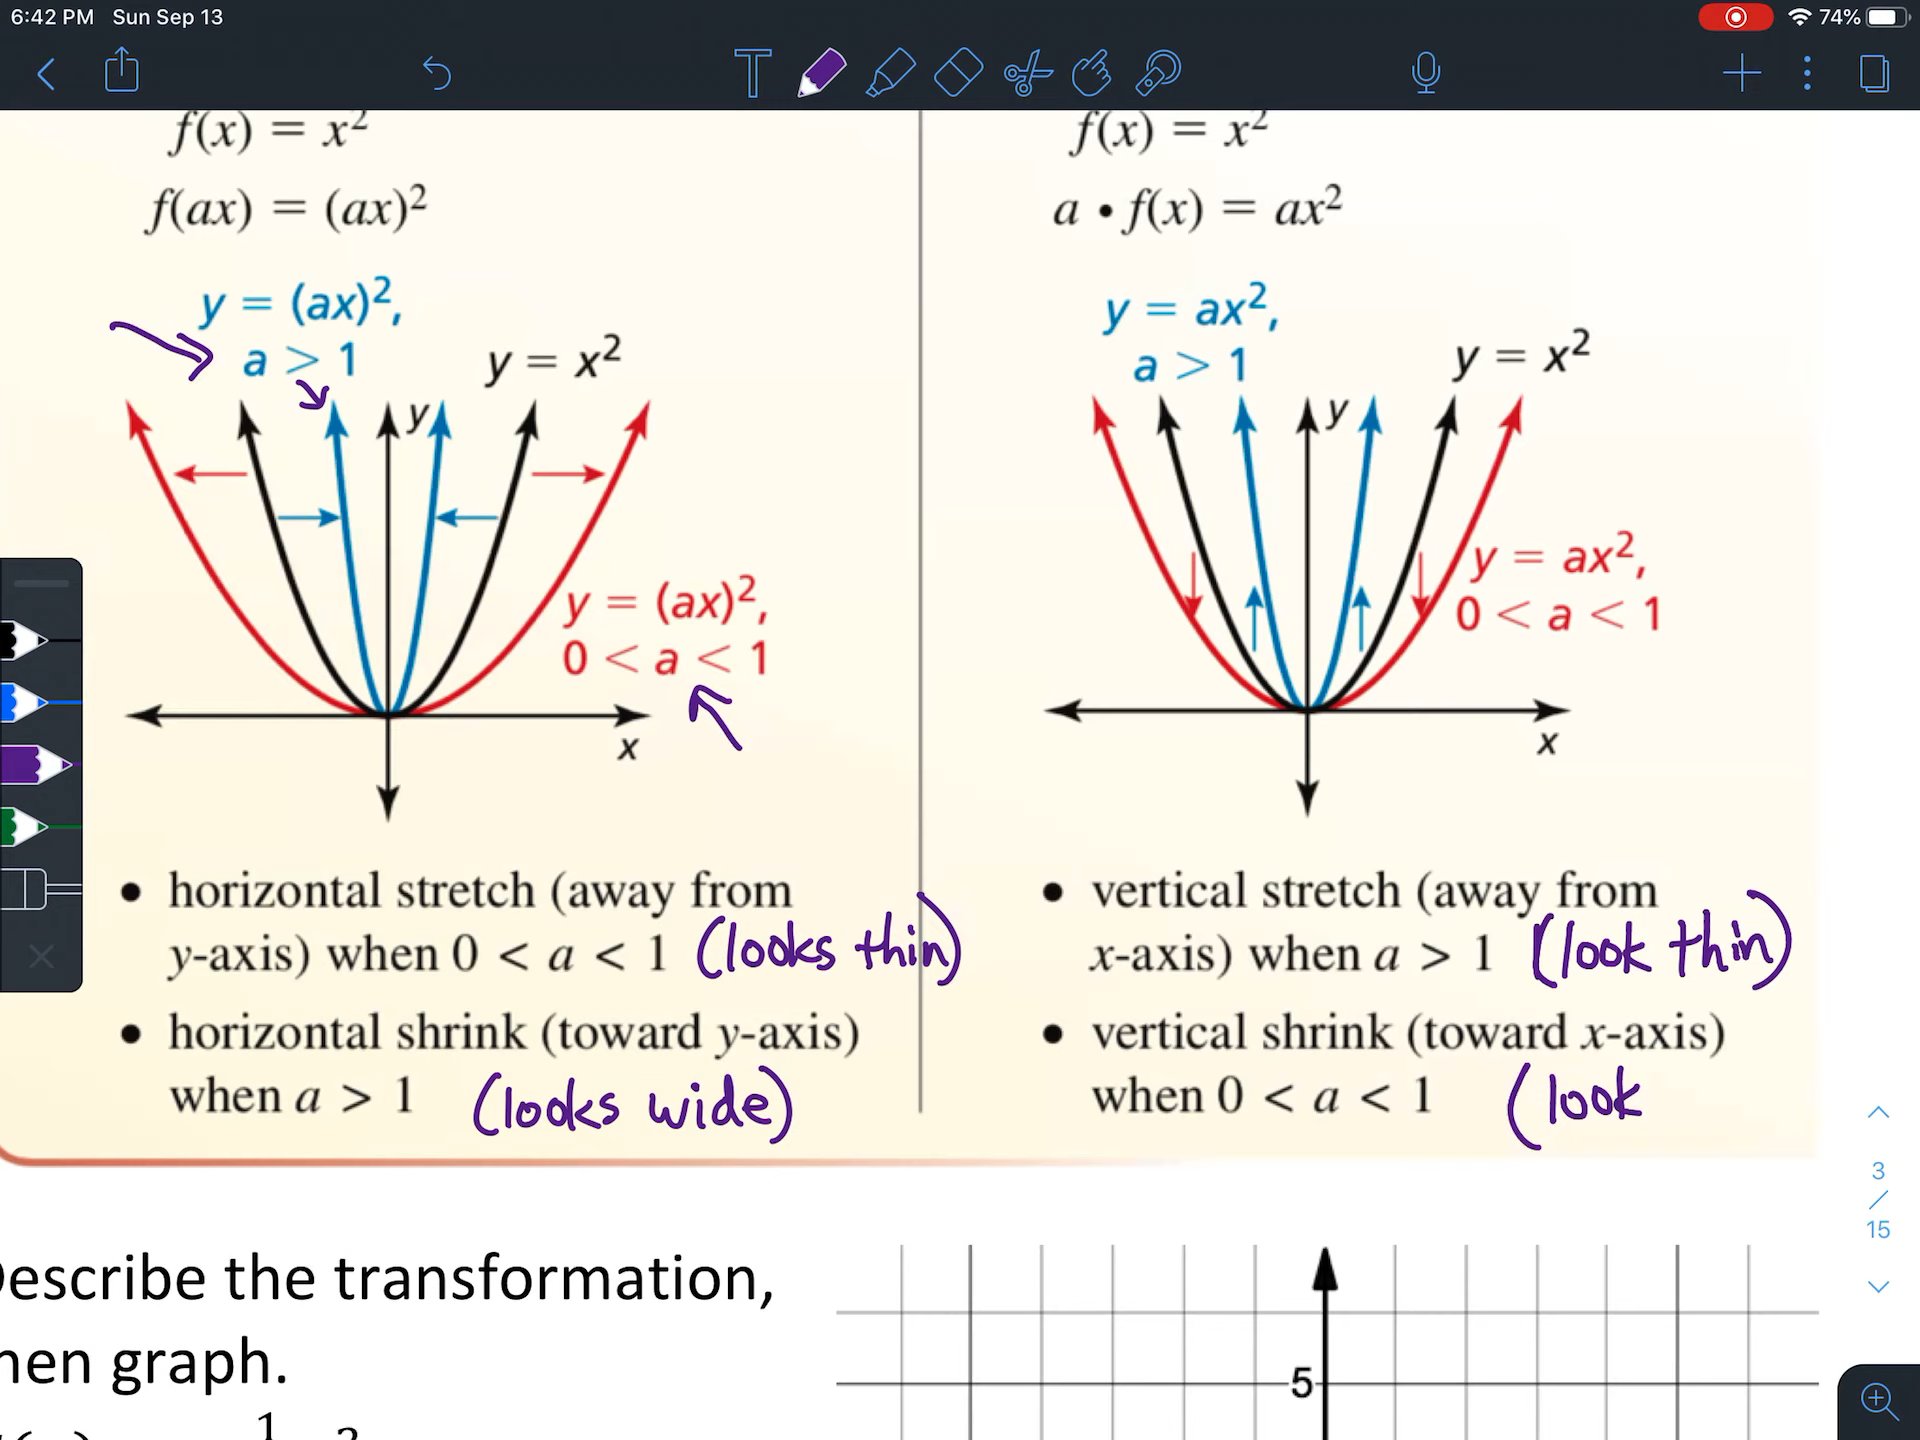 6:42 PM Sun Sep 13
74%
T
f(x) = x²
f(ax) = (ax)²
y = (ax)²,
a > 1
y = x²
y
y = (ax)²,
0 < a < 1
x
• horizontal stretch (away from
y-axis) when 0 < a < 1 (looks thin)
• horizontal shrink (toward y-axis)
when a > 1 (looks wide)
f(x) = x²
a • f(x) = ax²
y = ax²,
a > 1
y = x²
y
y = ax²,
0 < a < 1
x
• vertical stretch (away from
x-axis) when a > 1 (look thin)
• vertical shrink (toward x-axis)
when 0 < a < 1 (look
3
/
15
escribe the transformation,
hen graph.
5